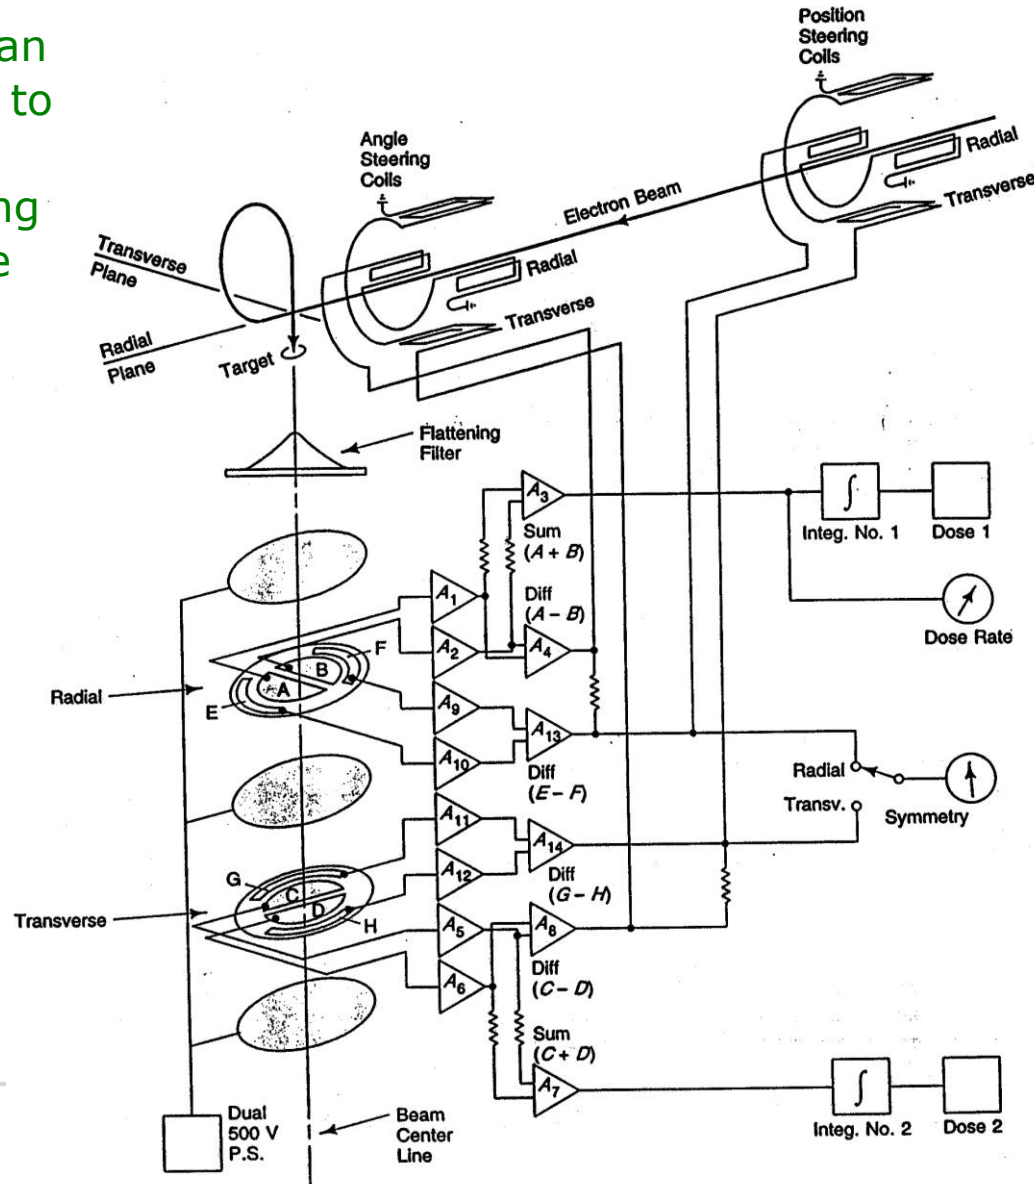 an
to
ng
e
Position
Steering
Coils
Radial
Transverse
Electron Beam
Angle
Steering
Coils
Radial
Transverse
Transverse
Plane
Radial
Plane
Target
Flattening
Filter
A3
Sum
(A + B)
∫
Integ. No. 1
Dose 1
Dose Rate
A1
Diff
(A − B)
A2
A4
Radial
F
B
A
E
A9
A10
A13
Diff
(E − F)
Radial
Transv.
Symmetry
A11
A12
A14
Diff
(G − H)
Transverse
G
C
D
H
A5
A6
A8
Diff
(C − D)
Sum
(C + D)
A7
∫
Integ. No. 2
Dose 2
Dual
500 V
P.S.
Beam
Center
Line